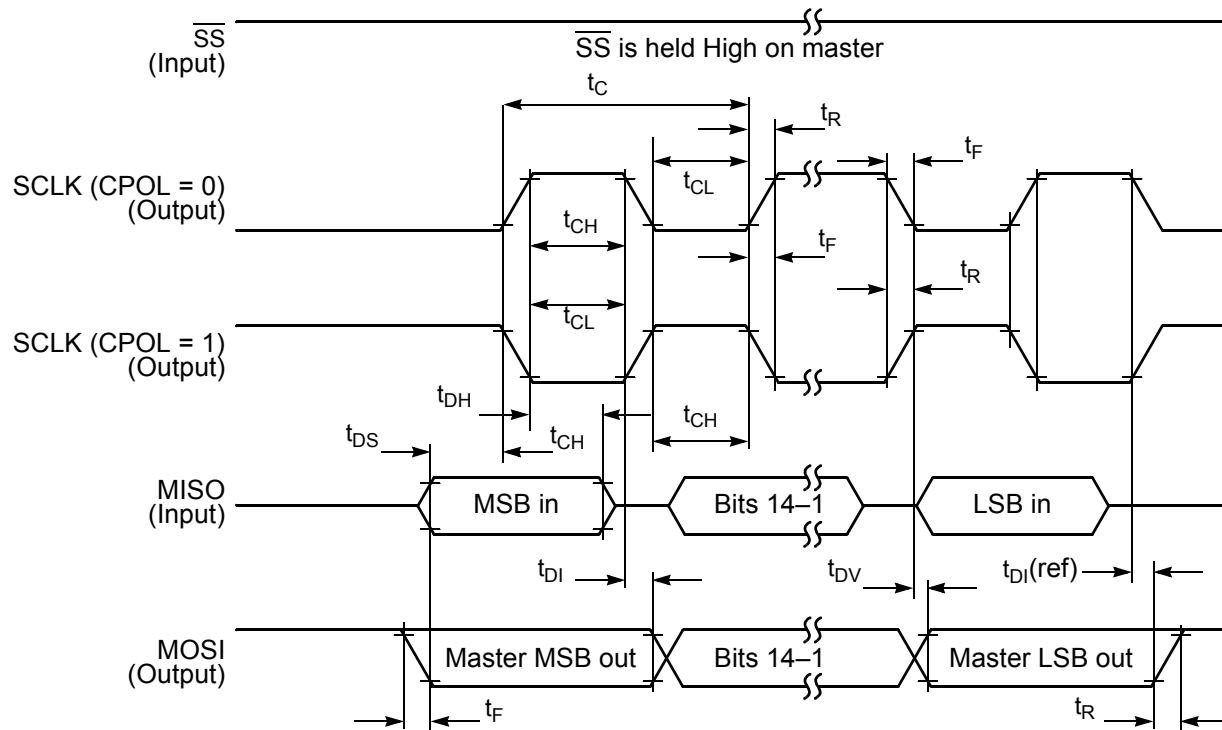 SS
(Input)
SS is held High on master
tC
tR
tF
SCLK (CPOL = 0)
(Output)
tCL
tCH
tF
tR
tCL
SCLK (CPOL = 1)
(Output)
tDH
tCH
tDS
tCH
MISO
(Input)
MSB in
Bits 14–1
LSB in
tDI
tDV
tDI(ref)
MOSI
(Output)
Master MSB out
Bits 14–1
Master LSB out
tF
tR